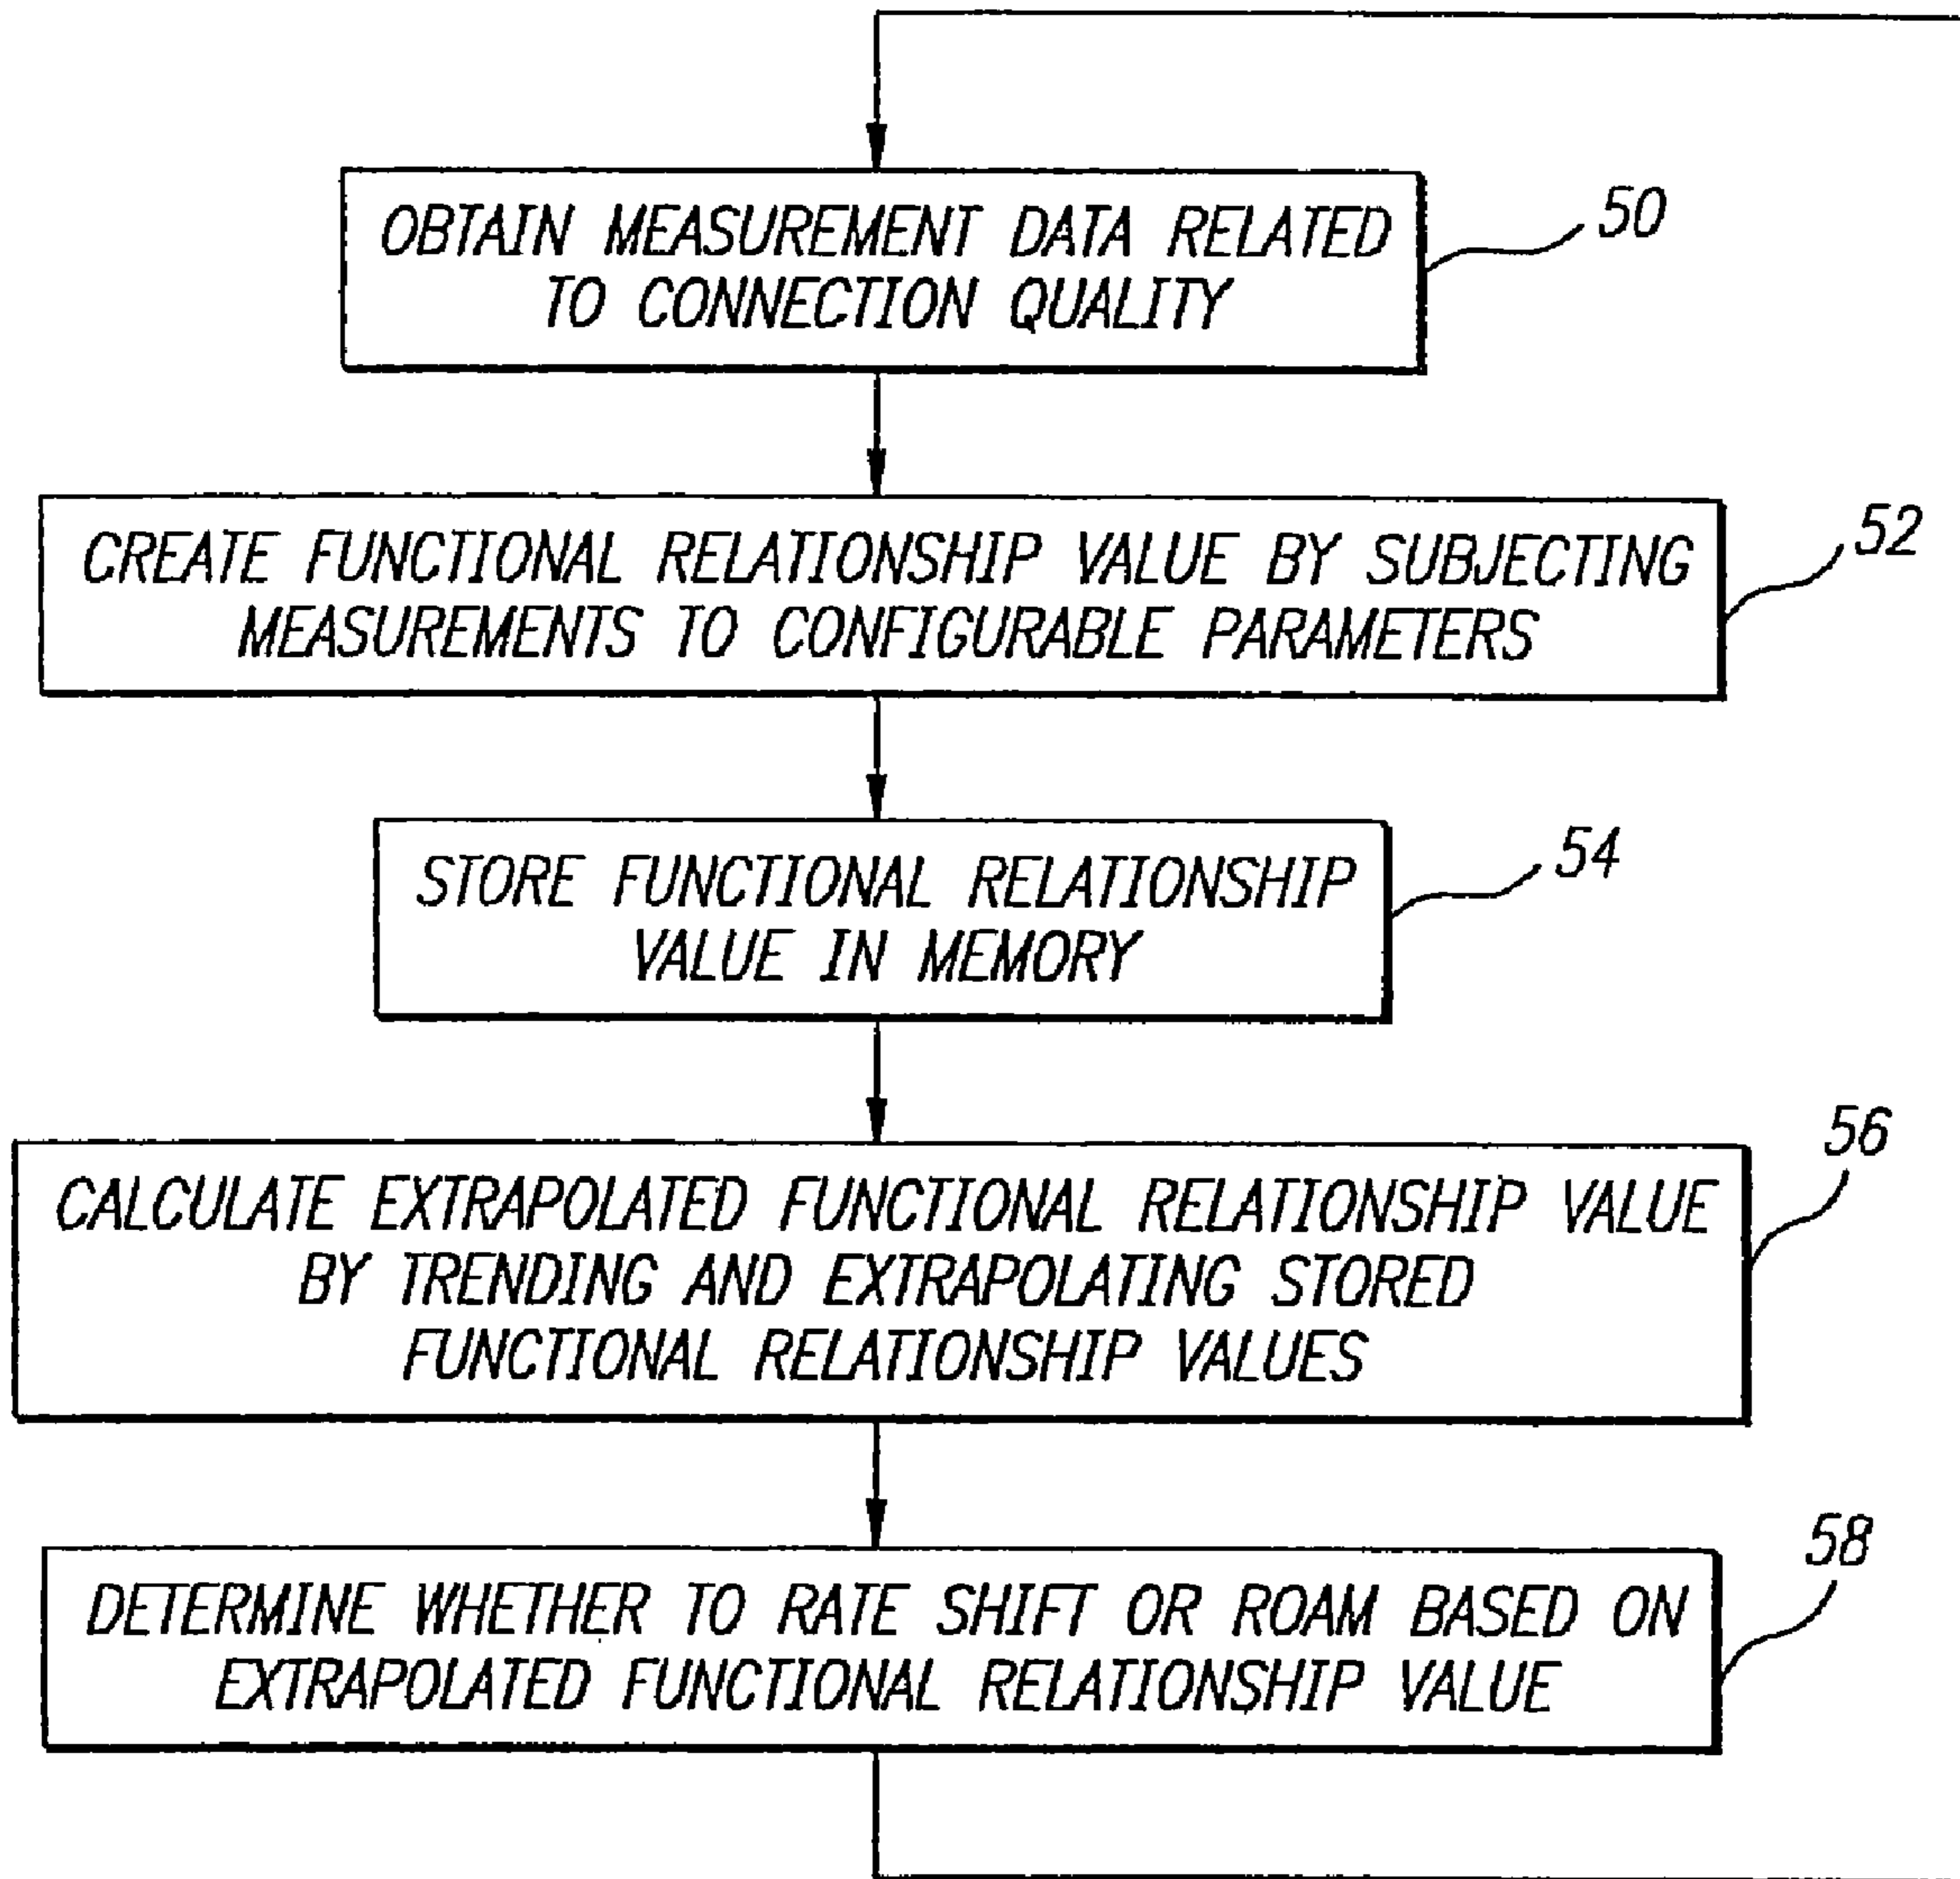 OBTAIN MEASUREMENT DATA RELATED
TO CONNECTION QUALITY
50
CREATE FUNCTIONAL RELATIONSHIP VALUE BY SUBJECTING
MEASUREMENTS TO CONFIGURABLE PARAMETERS
52
STORE FUNCTIONAL RELATIONSHIP
VALUE IN MEMORY
54
CALCULATE EXTRAPOLATED FUNCTIONAL RELATIONSHIP VALUE
BY TRENDING AND EXTRAPOLATING STORED
FUNCTIONAL RELATIONSHIP VALUES
56
DETERMINE WHETHER TO RATE SHIFT OR ROAM BASED ON
EXTRAPOLATED FUNCTIONAL RELATIONSHIP VALUE
58